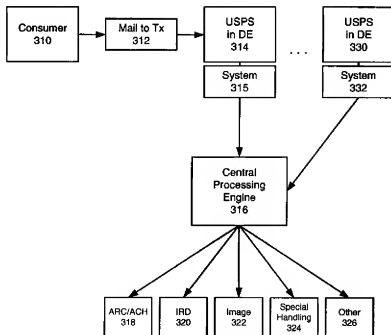 Consumer
310
Mail to Tx
312
USPS
in DE
314
. . .
USPS
in DE
330
System
315
System
332
Central
Processing
Engine
316
ARC/ACH
318
IRD
320
Image
322
Special
Handling
324
Other
326